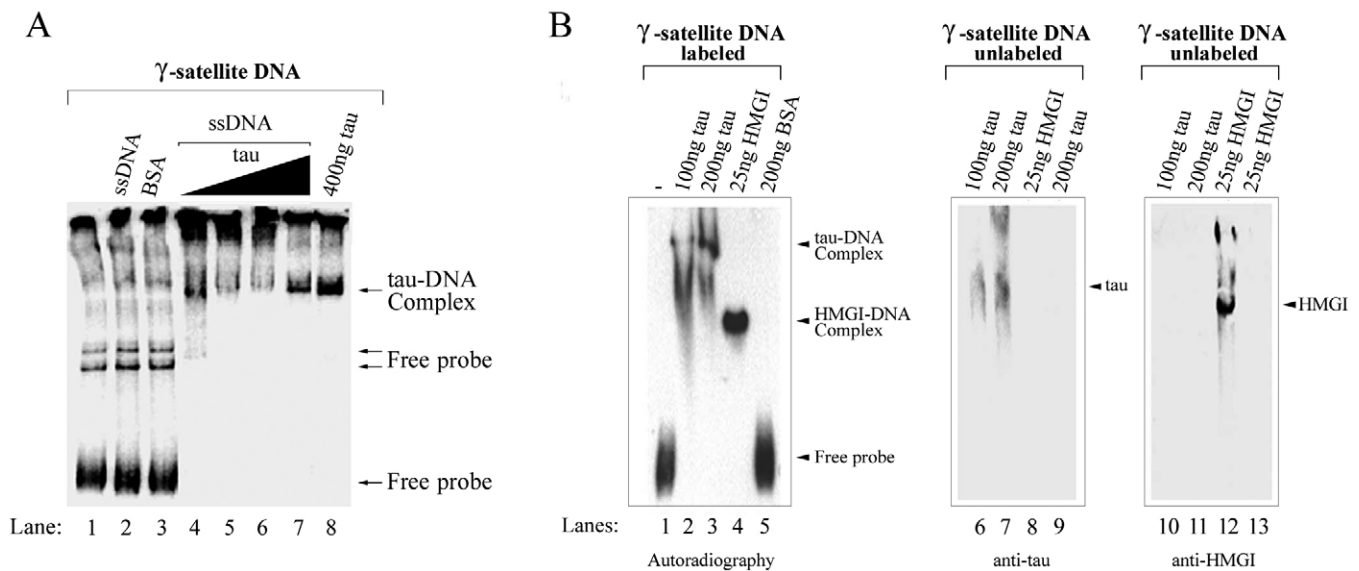 A
γ-satellite DNA
ssDNA
BSA
ssDNA
tau
400ng tau
tau-DNA
Complex
Free probe
Free probe
Lane: 1 2 3 4 5 6 7 8
B
γ-satellite DNA
labeled
-
100ng tau
200ng tau
25ng HMGI
200ng BSA
tau-DNA
Complex
HMGI-DNA
Complex
Free probe
Lanes: 1 2 3 4 5
Autoradiography
γ-satellite DNA
unlabeled
100ng tau
200ng tau
25ng HMGI
200ng tau
tau
6 7 8 9
anti-tau
γ-satellite DNA
unlabeled
100ng tau
200ng tau
25ng HMGI
25ng HMGI
HMGI
10 11 12 13
anti-HMGI